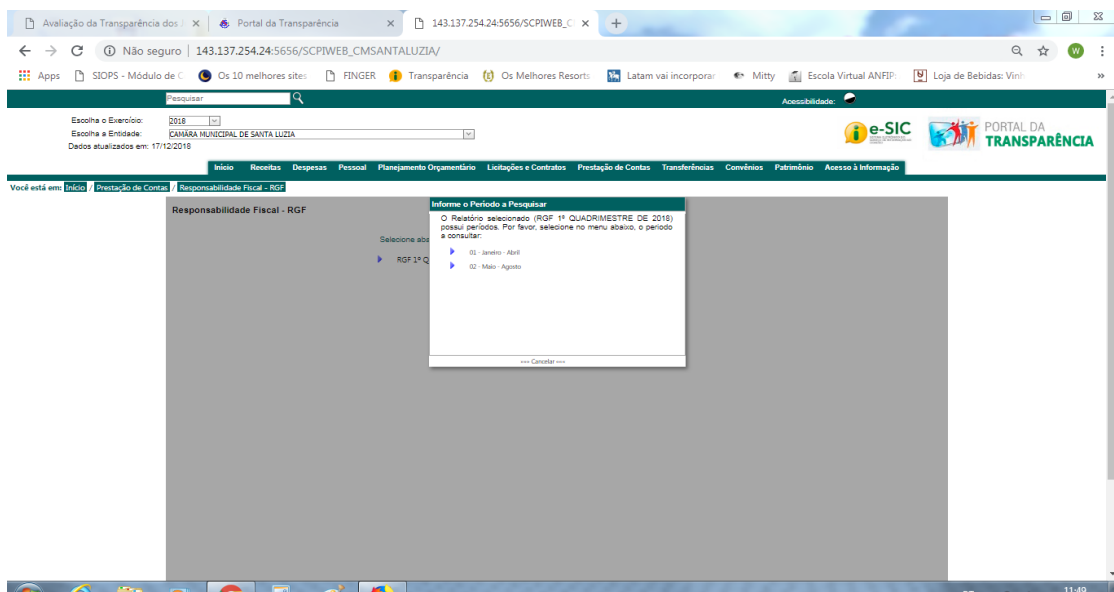 Avaliação da Transparência dos
Portal da Transparência
143.137.254.24:5656/SCPIWEB_C
Não seguro | 143.137.254.24:5656/SCPIWEB_CMSANTALUZIA/
W
Apps SIOPS - Módulo de C Os 10 melhores sites FINGER Transparência Os Melhores Resorts Latam vai incorporar Mitty Escola Virtual ANFIP: Loja de Bebidas: Vinh »
Pesquisar
Acessibilidade:
Escolha o Exercício: 2018
Escolha a Entidade: CAMÂRA MUNICIPAL DE SANTA LUZIA
Dados atualizados em: 17/12/2018
e-SIC
PORTAL DA
TRANSPARÊNCIA
Início Receitas Despesas Pessoal Planejamento Orçamentário Licitações e Contratos Prestação de Contas Transferências Convênios Patrimônio Acesso à Informação
Você está em: Início / Prestação de Contas / Responsabilidade Fiscal - RGF
Responsabilidade Fiscal - RGF
Selecione aba
RGF 1º Q
Informe o Período a Pesquisar
O Relatório selecionado (RGF 1º QUADRIMESTRE DE 2018)
possui períodos. Por favor, selecione no menu abaixo, o período
a consultar:
01 - Janeiro - Abril
02 - Maio - Agosto
««« Cancelar »»»
11:49